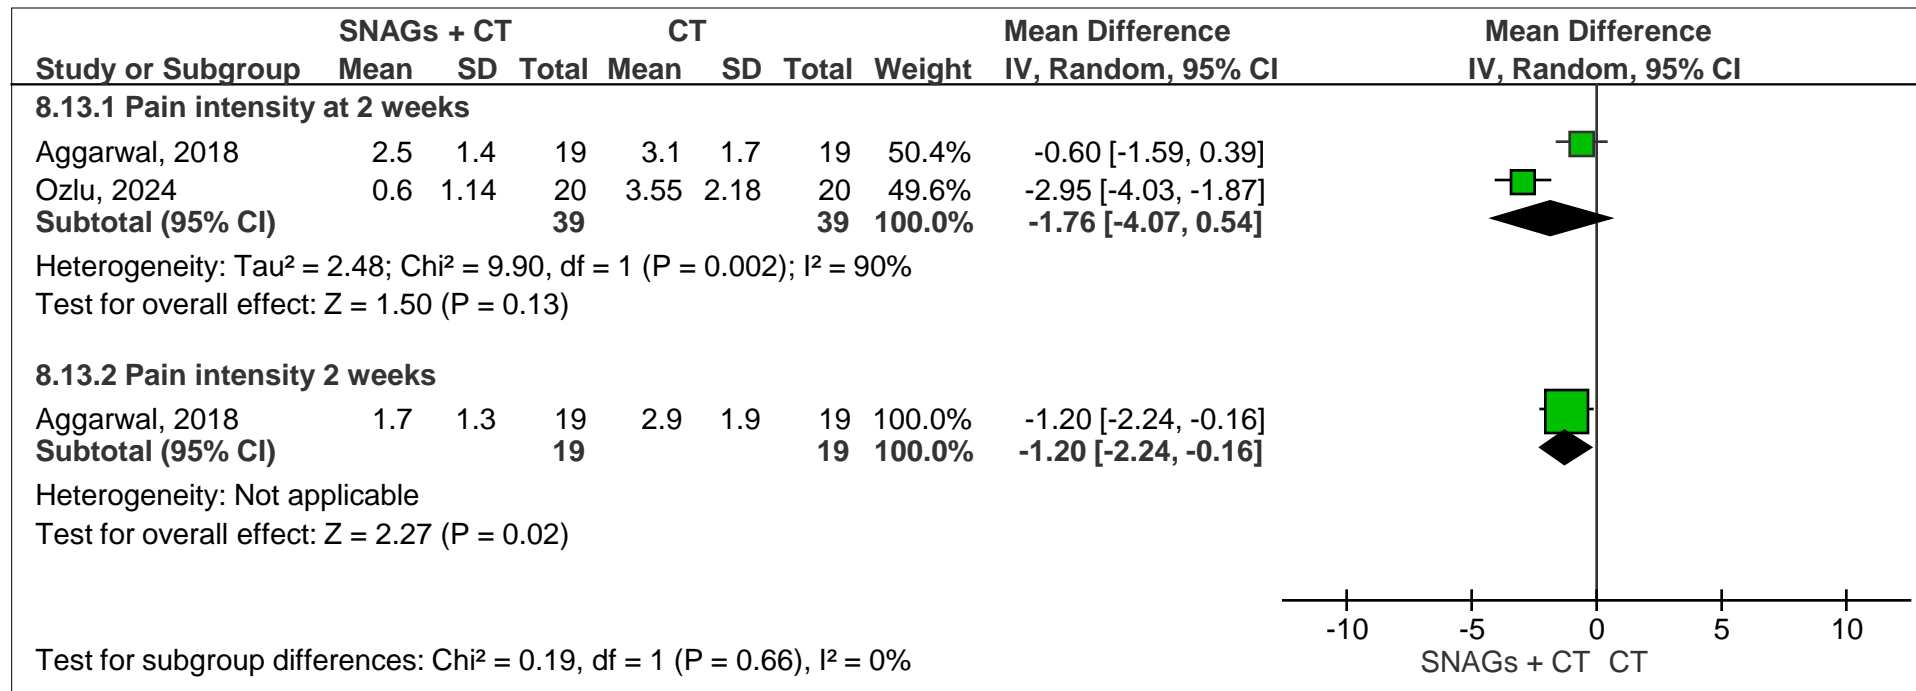 SNAGs + CT CT Mean Difference Mean Difference
Study or Subgroup Mean SD Total Mean SD Total Weight IV, Random, 95% CI IV, Random, 95% CI
8.13.1 Pain intensity at 2 weeks
Aggarwal, 2018 2.5 1.4 19 3.1 1.7 19 50.4% -0.60 [-1.59, 0.39]
Ozlu, 2024 0.6 1.14 20 3.55 2.18 20 49.6% -2.95 [-4.03, -1.87]
Subtotal (95% CI) 39 39 100.0% -1.76 [-4.07, 0.54]
Heterogeneity: Tau² = 2.48; Chi² = 9.90, df = 1 (P = 0.002); I² = 90%
Test for overall effect: Z = 1.50 (P = 0.13)
8.13.2 Pain intensity 2 weeks
Aggarwal, 2018 1.7 1.3 19 2.9 1.9 19 100.0% -1.20 [-2.24, -0.16]
Subtotal (95% CI) 19 19 100.0% -1.20 [-2.24, -0.16]
Heterogeneity: Not applicable
Test for overall effect: Z = 2.27 (P = 0.02)
-10 -5 0 5 10
Test for subgroup differences: Chi² = 0.19, df = 1 (P = 0.66), I² = 0% SNAGs + CT CT